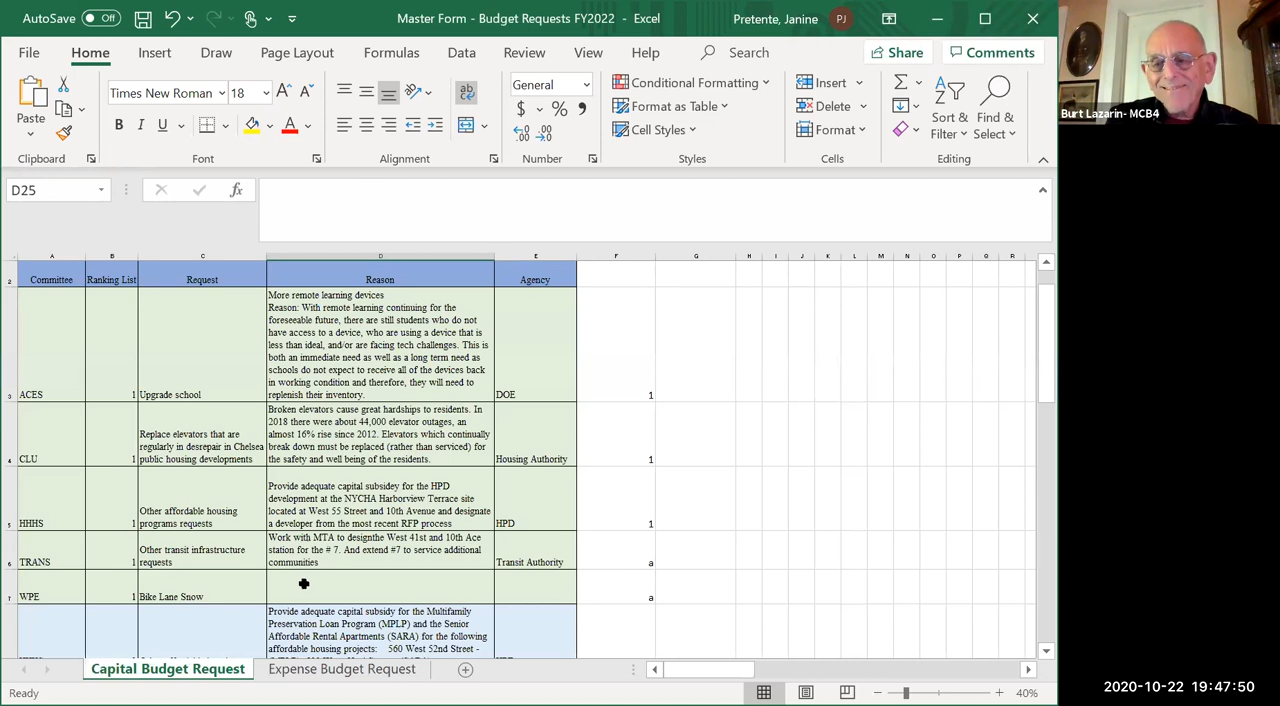 AutoSave Off Master Form - Budget Requests FY2022 - Excel Pretente, Janine PJ
File Home Insert Draw Page Layout Formulas Data Review View Help Search Share Comments
Paste Times New Roman 18 General Conditional Formatting Insert Sort & Find &
B I U $ % Format as Table Delete Filter Select
Cell Styles Format
Clipboard Font Alignment Number Styles Cells Editing
D25 fx
A B C D E F G H I J K L M N O P Q R
2 Committee Ranking List Request Reason Agency
More remote learning devices
Reason: With remote learning continuing for the
foreseeable future, there are still students who do not
have access to a device, who are using a device that is
less than ideal, and/or are facing tech challenges. This is
both an immediate need as well as a long term need as
schools do not expect to receive all of the devices back
in working condition and therefore, they will need to
3 ACES 1 Upgrade school replenish their inventory. DOE 1
Broken elevators cause great hardships to residents. In
2018 there were about 44,000 elevator outages, an
Replace elevators that are almost 16% rise since 2012. Elevators which continually
regularly in desrepair in Chelsea break down must be replaced (rather than serviced) for
4 CLU 1 public housing developments the safety and well being of the residents. Housing Authority 1
Provide adequate capital subsidey for the HPD
development at the NYCHA Harborview Terrace site
Other affordable housing located at West 55 Street and 10th Avenue and designate
5 HHHS 1 programs requests a developer from the most recent RFP process HPD 1
Work with MTA to designthe West 41st and 10th Ace
Other transit infrastructure station for the # 7. And extend #7 to service additional
6 TRANS 1 requests communities Transit Authority a
7 WPE 1 Bike Lane Snow a
Provide adequate capital subsidy for the Multifamily
Preservation Loan Program (MPLP) and the Senior
Affordable Rental Apartments (SARA) for the following
affordable housing projects: 560 West 52nd Street -
Capital Budget Request Expense Budget Request
Ready 40%
Burt Lazarin- MCB4
2020-10-22 19:47:50